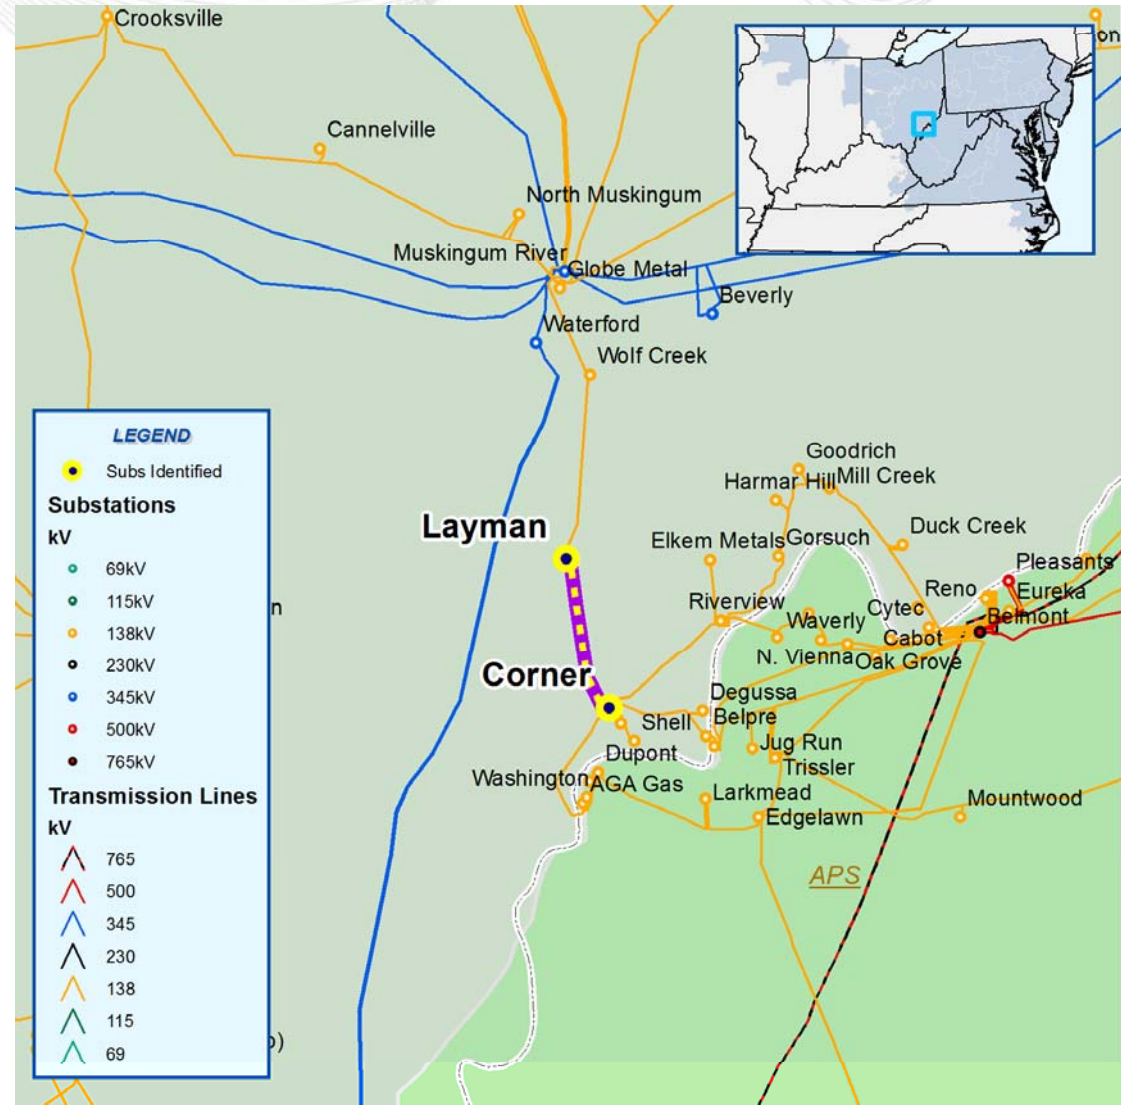 Crooksville
on
Cannelville
North Muskingum
Muskingum River
Globe Metal
Beverly
Waterford
Wolf Creek
LEGEND
Subs Identified
Substations
kV
69kV
115kV
138kV
230kV
345kV
500kV
765kV
Transmission Lines
kV
765
500
345
230
138
115
69
n
)
Goodrich
Harmar Hill
Mill Creek
Layman
Elkem Metals
Gorsuch
Duck Creek
Pleasants
Reno
Eureka
Riverview
Waverly
Cytec
Belmont
Cabot
N. Vienna
Oak Grove
Corner
Degussa
Shell
Belpre
Dupont
Jug Run
Trissler
Washington
AGA Gas
Larkmead
Mountwood
Edgelawn
APS